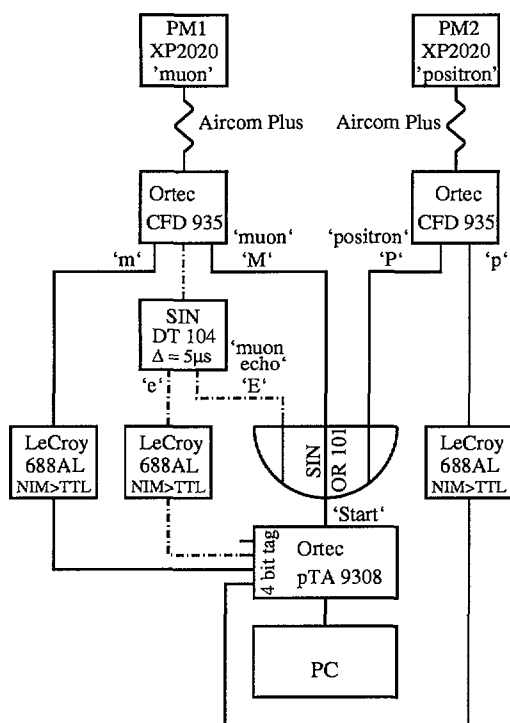 PM1
XP2020
'muon'
PM2
XP2020
'positron'
Aircom Plus
Aircom Plus
Ortec
CFD 935
Ortec
CFD 935
'm'
'muon'
'M'
'positron'
'P'
'p'
SIN
DT 104
Δ = 5μs
'muon
echo'
'e'
'E'
LeCroy
688AL
NIM>TTL
LeCroy
688AL
NIM>TTL
SIN
OR 101
LeCroy
688AL
NIM>TTL
'Start'
4 bit tag
Ortec
pTA 9308
PC